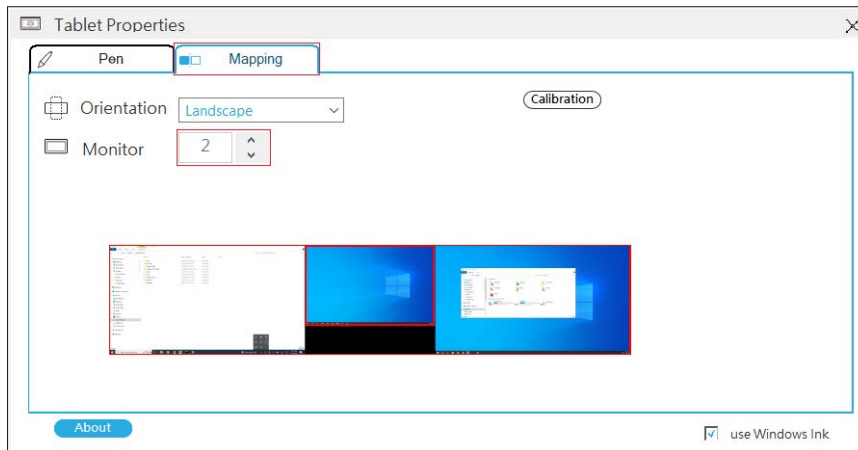 Tablet Properties
Pen
Mapping
Orientation
Landscape
Calibration
Monitor
2
About
use Windows Ink